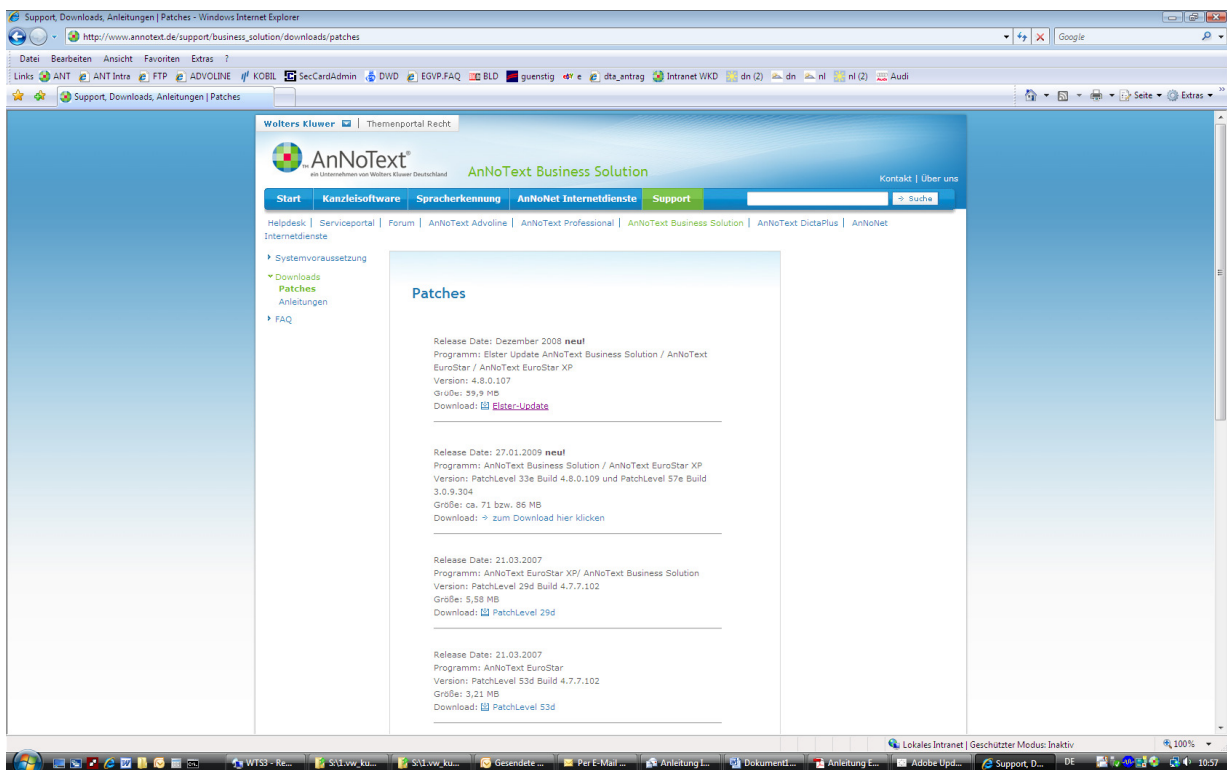 Support, Downloads, Anleitungen | Patches - Windows Internet Explorer
http://www.annotext.de/support/business_solution/downloads/patches
Google
Datei Bearbeiten Ansicht Favoriten Extras ?
Links ANT ANT Intra FTP ADVOLINE KOBIL SecCardAdmin DWD EGVP.FAQ BLD guenstig e dta_antrag Intranet WKD dn (2) dn nl nl (2) Audi
Support, Downloads, Anleitungen | Patches
Seite Extras
Wolters Kluwer | Themenportal Recht
AnNoText®
ein Unternehmen von Wolters Kluwer Deutschland
AnNoText Business Solution
Kontakt | Über uns
Start Kanzleisoftware Spracherkennung AnNoNet Internetdienste Support Suche
Helpdesk | Serviceportal | Forum | AnNoText Advoline | AnNoText Professional | AnNoText Business Solution | AnNoText DictaPlus | AnNoNet
Internetdienste
Systemvoraussetzung
Downloads
Patches
Anleitungen
FAQ
Patches
Release Date: Dezember 2008 neu!
Programm: Elster Update AnNoText Business Solution / AnNoText
EuroStar / AnNoText EuroStar XP
Version: 4.8.0.107
Größe: 59,9 MB
Download: Elster-Update
Release Date: 27.01.2009 neu!
Programm: AnNoText Business Solution / AnNoText EuroStar XP
Version: PatchLevel 33e Build 4.8.0.109 und PatchLevel 57e Build
3.0.9.304
Größe: ca. 71 bzw. 86 MB
Download: zum Download hier klicken
Release Date: 21.03.2007
Programm: AnNoText EuroStar XP/ AnNoText Business Solution
Version: PatchLevel 29d Build 4.7.7.102
Größe: 5,58 MB
Download: PatchLevel 29d
Release Date: 21.03.2007
Programm: AnNoText EuroStar
Version: PatchLevel 53d Build 4.7.7.102
Größe: 3,21 MB
Download: PatchLevel 53d
Lokales Intranet | Geschützter Modus: Inaktiv 100%
WTS3 - Re... S:\1.vw_ku... S:\1.vw_ku... Gesendete ... Per E-Mail ... Anleitung I... Dokument1... Anleitung E... Adobe Upd... Support, D... DE 10:57